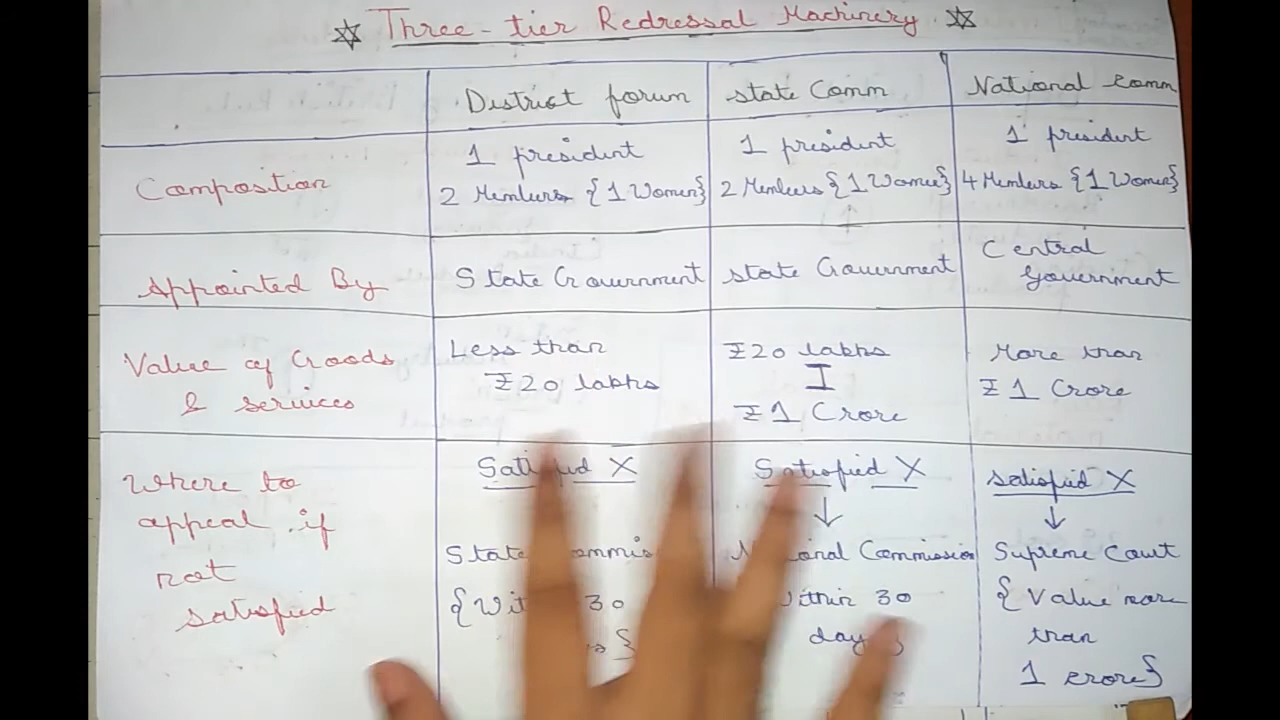 ☆ Three-tier Redressal Machinery ☆
District forum
state Comm
National Comm
Composition
1 president
2 Members {1 Women}
1 president
2 Members {1 Women}
1 president
4 Members {1 Women}
Appointed By
State Government
state Government
Central
Government
Value of Goods
& services
Less than
₹20 lakhs
₹20 lakhs
I
₹1 Crore
More than
₹1 Crore
Where to
appeal if
not
satisfied
Satisfied X
State
30
Satisfied X
↓
Commission
within 30
satisfied X
↓
Supreme Court
{Value more
than
1 crore}